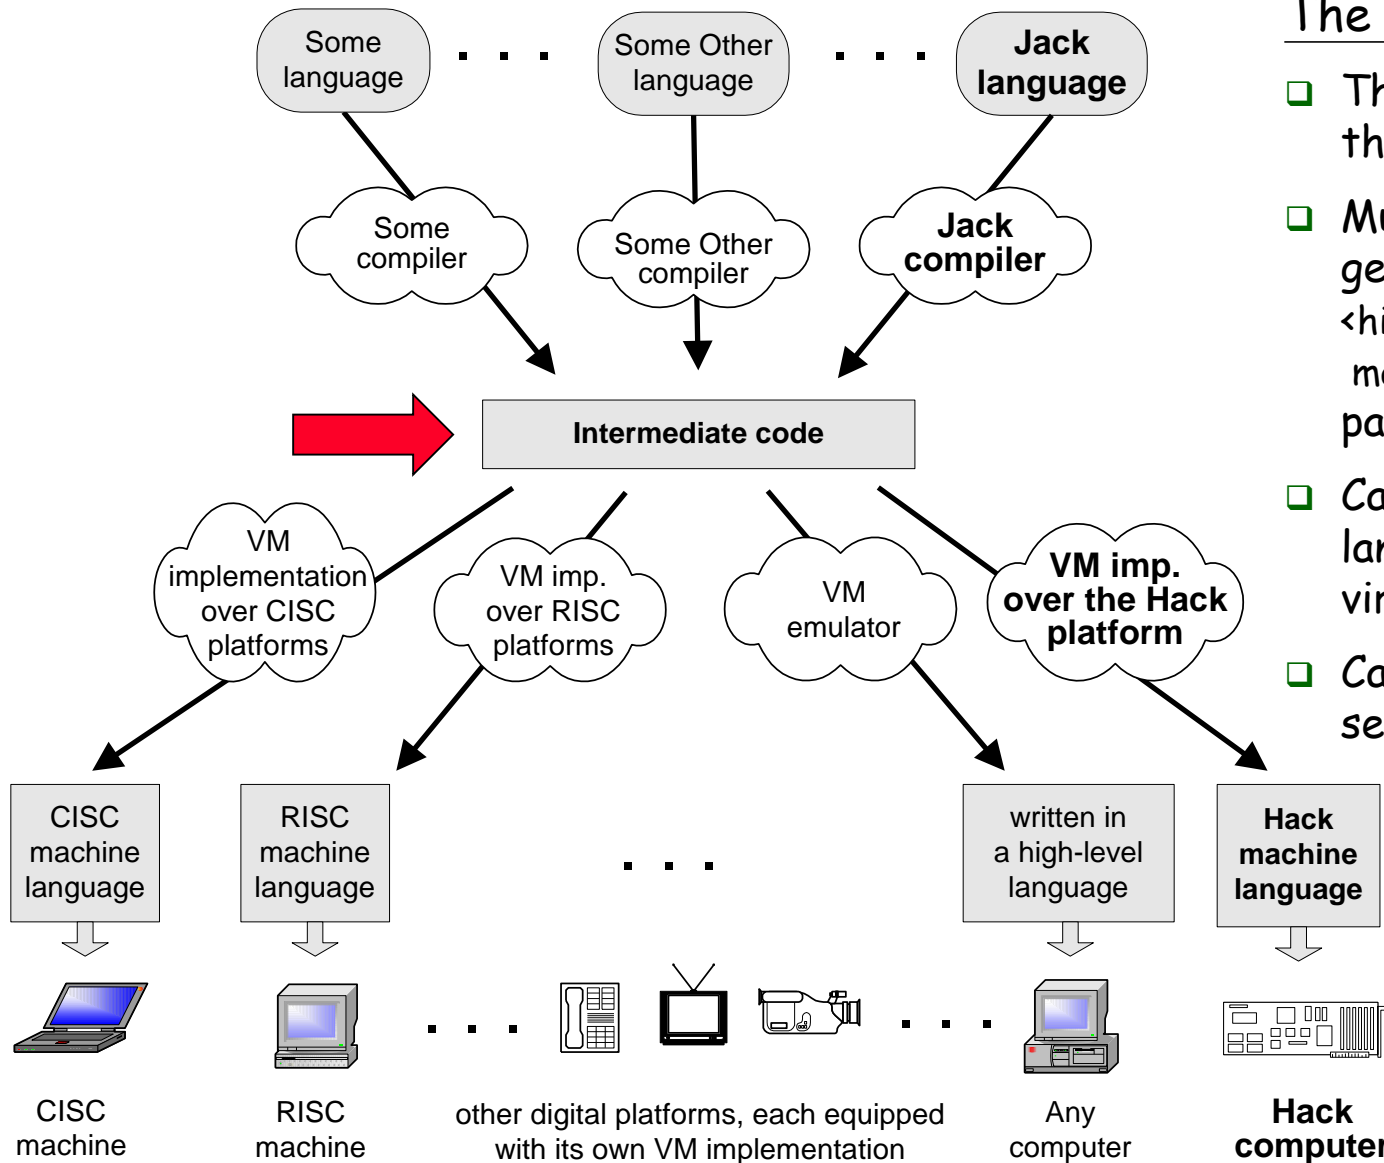 Some
language
. . .
Some Other
language
. . .
Jack
language
Some
compiler
Some Other
compiler
Jack
compiler
Intermediate code
VM
implementation
over CISC
platforms
VM imp.
over RISC
platforms
VM
emulator
VM imp.
over the Hack
platform
CISC
machine
language
RISC
machine
language
. . .
written in
a high-level
language
Hack
machine
language
. . .
. . .
CISC
machine
RISC
machine
other digital platforms, each equipped
with its own VM implementation
Any
computer
Hack
computer
The